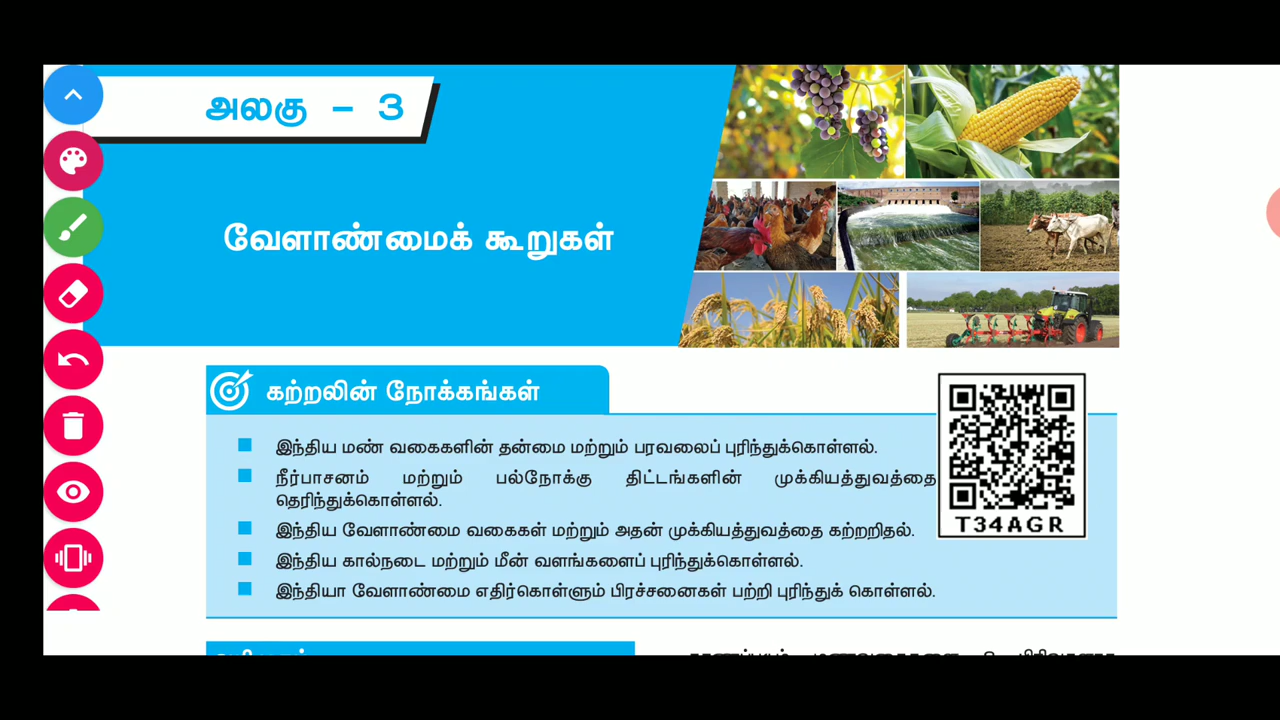 அலகு - 3
வேளாண்மைக் கூறுகள்
கற்றலின் நோக்கங்கள்
இந்திய மண் வகைகளின் தன்மை மற்றும் பரவலைப் புரிந்துக்கொள்ளல்.
நீர்பாசனம் மற்றும் பல்நோக்கு திட்டங்களின் முக்கியத்துவத்தை
தெரிந்துக்கொள்ளல்.
இந்திய வேளாண்மை வகைகள் மற்றும் அதன் முக்கியத்துவத்தை கற்றறிதல்.
இந்திய கால்நடை மற்றும் மீன் வளங்களைப் புரிந்துக்கொள்ளல்.
இந்தியா வேளாண்மை எதிர்கொள்ளும் பிரச்சனைகள் பற்றி புரிந்துக் கொள்ளல்.
T34AGR